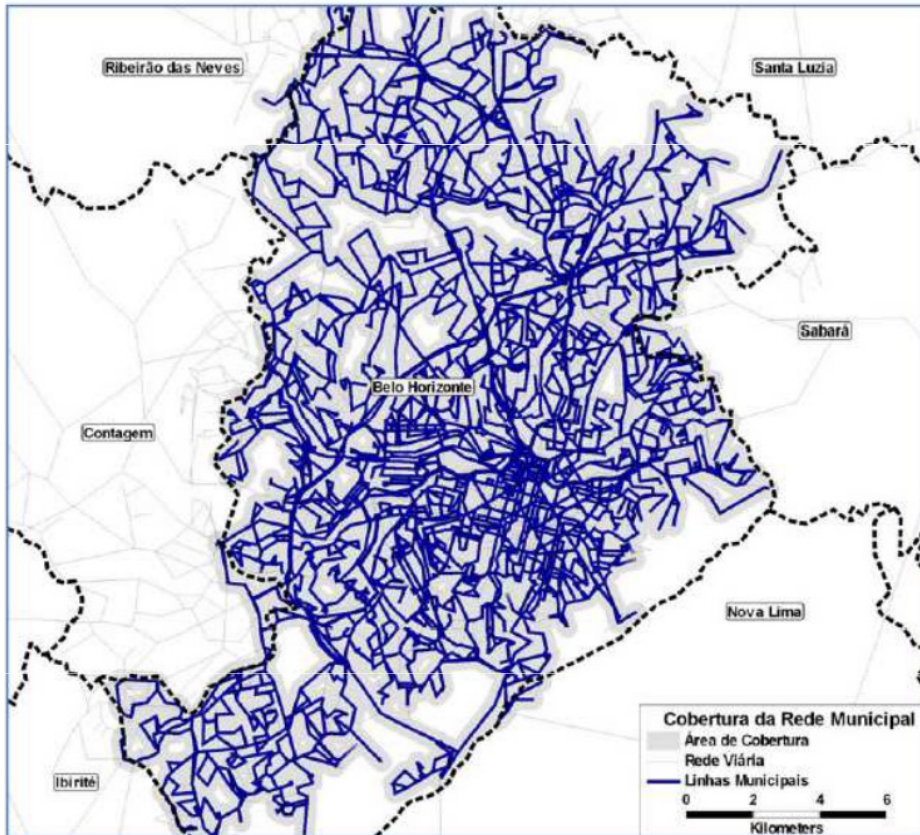 Ribeirão das Neves
Santa Luzia
Sabará
Belo Horizonte
Contagem
Nova Lima
Ibirité
Cobertura da Rede Municipal
Área de Cobertura
Rede Viária
Linhas Municipais
0 2 4 6
Kilometers